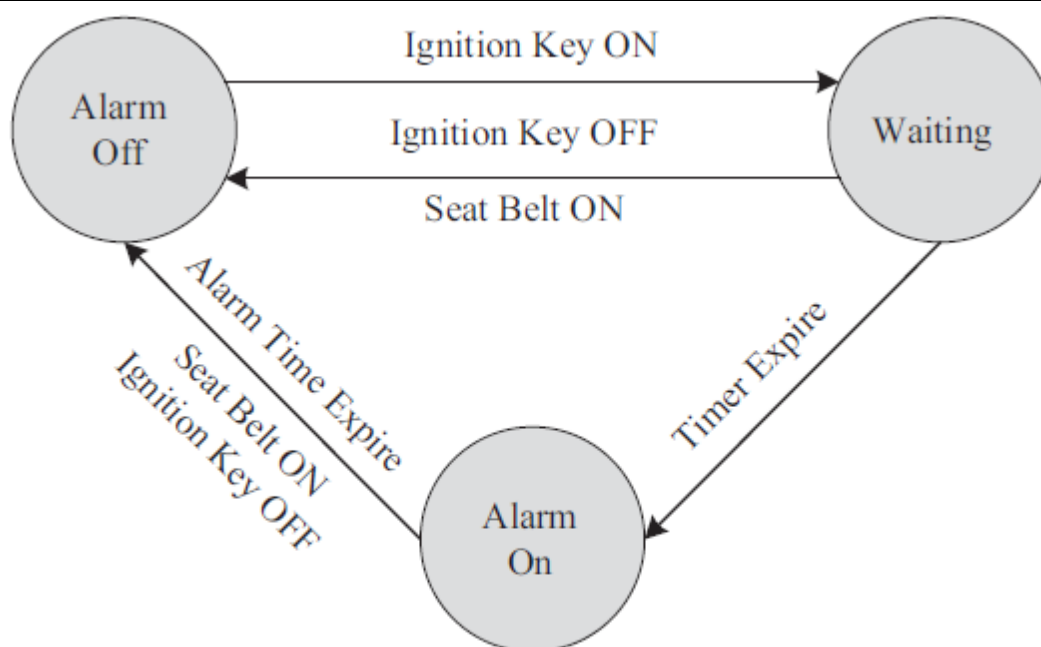 Ignition Key ON
Alarm
Off
Ignition Key OFF
Waiting
Seat Belt ON
Alarm Time Expire
Seat Belt ON
Ignition Key OFF
Timer Expire
Alarm
On